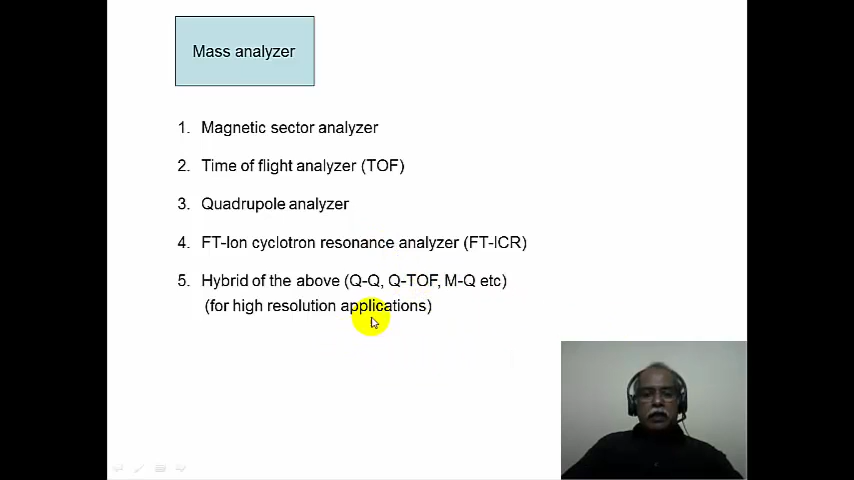 Mass analyzer
1. Magnetic sector analyzer
2. Time of flight analyzer (TOF)
3. Quadrupole analyzer
4. FT-Ion cyclotron resonance analyzer (FT-ICR)
5. Hybrid of the above (Q-Q, Q-TOF, M-Q etc)
(for high resolution applications)